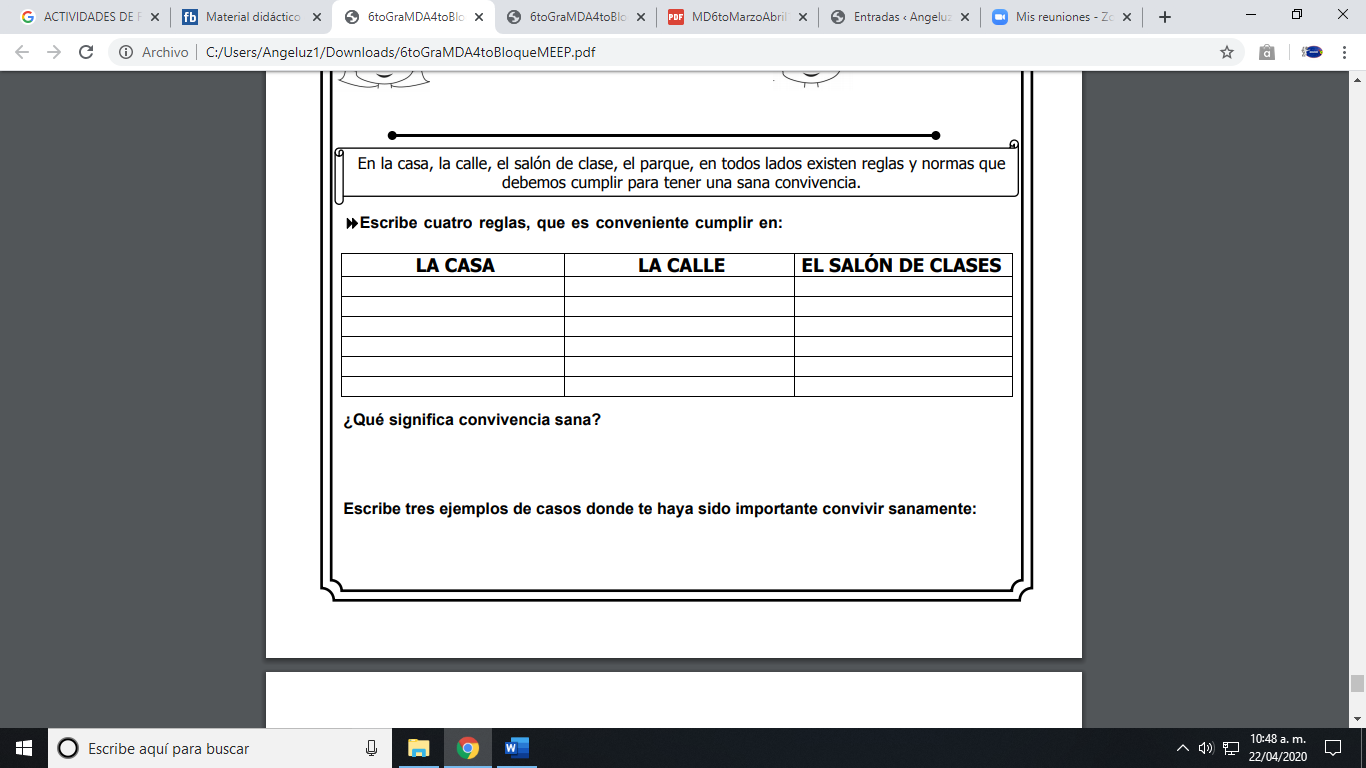 ACTIVIDADES DE F
Material didáctico
6toGraMDA4toBlo
6toGraMDA4toBlo
MD6toMarzoAbril
Entradas ‹ Angeluz
Mis reuniones - Zo
Archivo
C:/Users/Angeluz1/Downloads/6toGraMDA4toBloqueMEEP.pdf
En la casa, la calle, el salón de clase, el parque, en todos lados existen reglas y normas que
debemos cumplir para tener una sana convivencia.
Escribe cuatro reglas, que es conveniente cumplir en:
LA CASA
LA CALLE
EL SALÓN DE CLASES
¿Qué significa convivencia sana?
Escribe tres ejemplos de casos donde te haya sido importante convivir sanamente:
Escribe aquí para buscar
10:48 a. m.
22/04/2020